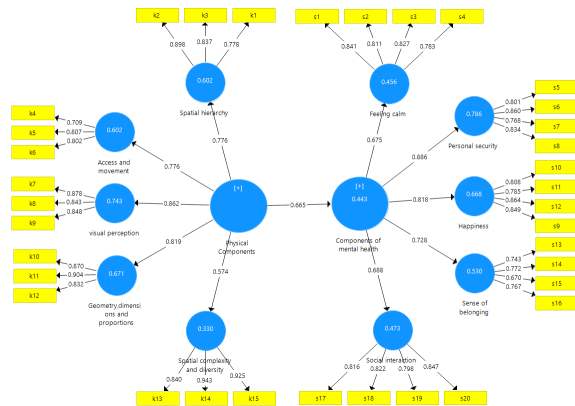 k2
k3
k1
0.898
0.837
0.778
0.602
Spatial hierarchy
0.776
s1
s2
s3
s4
0.841
0.811
0.827
0.783
0.456
Feeling calm
0.675
k4
k5
k6
0.709
0.807
0.802
0.602
Access and
movement
0.776
s5
s6
s7
s8
0.801
0.860
0.768
0.834
0.786
Personal security
0.886
k7
k8
k9
0.878
0.843
0.848
0.743
visual perception
0.862
[+]
Physical
Components
0.665
[+]
0.443
Components of
mental health
s10
s11
s12
s9
0.808
0.785
0.864
0.849
0.668
Happiness
0.818
k10
k11
k12
0.870
0.904
0.832
0.671
Geometry,dimensi
ons and
proportions
0.819
s13
s14
s15
s16
0.743
0.772
0.670
0.767
0.530
Sense of
belonging
0.728
0.574
0.330
Spatial complexity
and diversity
0.840
0.943
0.925
k13
k14
k15
0.688
0.473
Social interaction
0.816
0.822
0.798
0.847
s17
s18
s19
s20